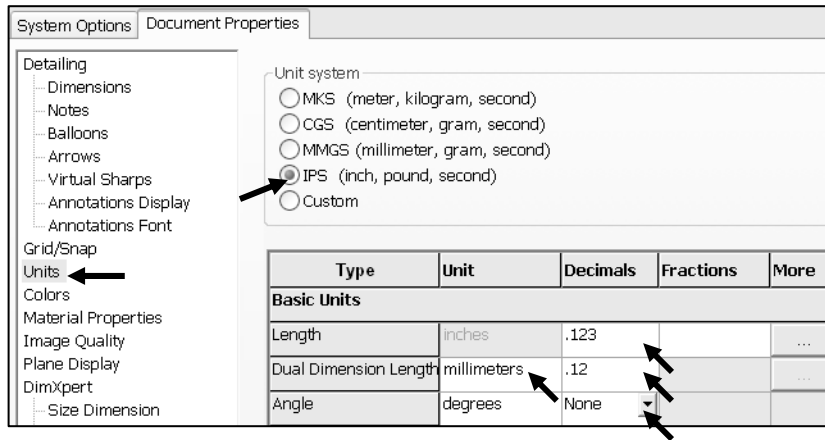 System Options Document Properties
Detailing
Dimensions
Notes
Balloons
Arrows
Virtual Sharps
Annotations Display
Annotations Font
Grid/Snap
Units
Colors
Material Properties
Image Quality
Plane Display
DimXpert
Size Dimension
Unit system
MKS (meter, kilogram, second)
CGS (centimeter, gram, second)
MMGS (millimeter, gram, second)
IPS (inch, pound, second)
Custom
Type Unit Decimals Fractions More
Basic Units
Length inches .123 ...
Dual Dimension Length millimeters .12 ...
Angle degrees None